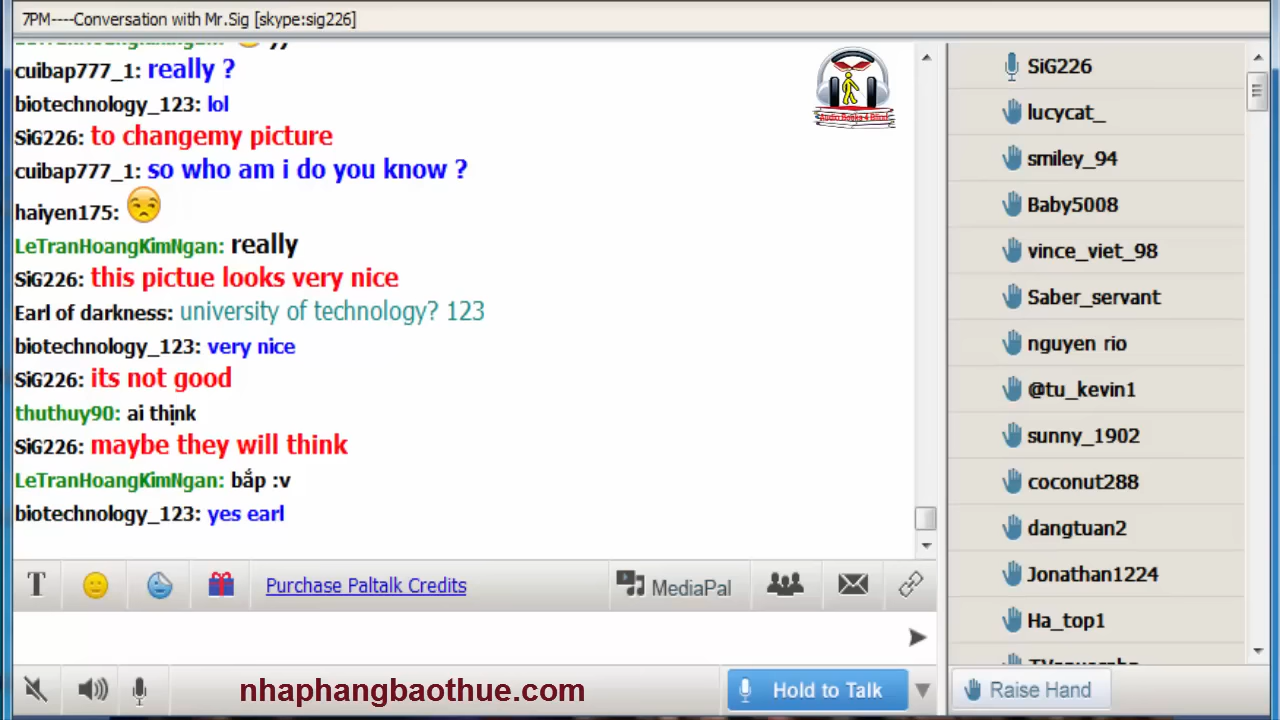 7PM----Conversation with Mr.Sig [skype:sig226]
cuibap777_1: really ?
biotechnology_123: lol
SiG226: to changemy picture
cuibap777_1: so who am i do you know ?
haiyen175:
LeTranHoangKimNgan: really
SiG226: this pictue looks very nice
Earl of darkness: university of technology? 123
biotechnology_123: very nice
SiG226: its not good
thuthuy90: ai thịnk
SiG226: maybe they will think
LeTranHoangKimNgan: bắp :v
biotechnology_123: yes earl
Audio Books 4 Blind
SiG226
lucycat_
smiley_94
Baby5008
vince_viet_98
Saber_servant
nguyen rio
@tu_kevin1
sunny_1902
coconut288
dangtuan2
Jonathan1224
Ha_top1
T
Purchase Paltalk Credits
MediaPal
nhaphangbaothue.com
Hold to Talk
Raise Hand